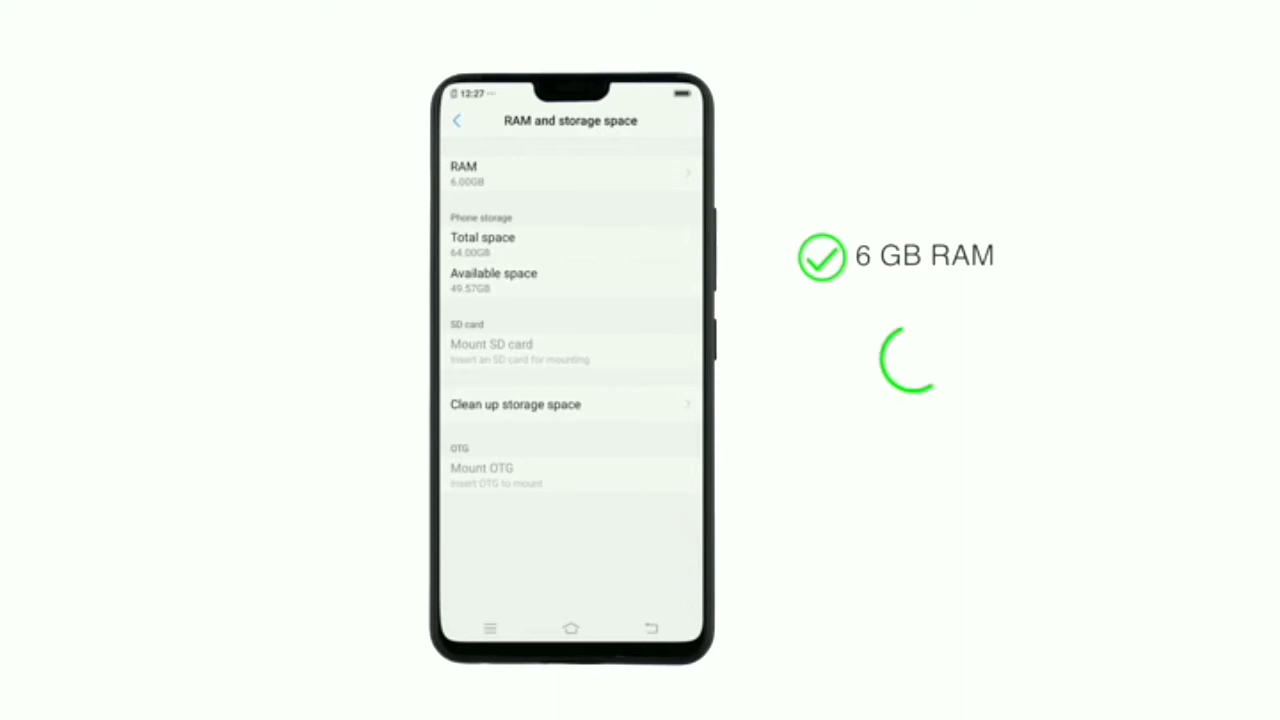 12:27
RAM and storage space
RAM
6.00GB
Phone storage
Total space
64.00GB
Available space
49.57GB
SD card
Mount SD card
Insert an SD card for mounting
Clean up storage space
OTG
Mount OTG
Insert OTG to mount
6 GB RAM